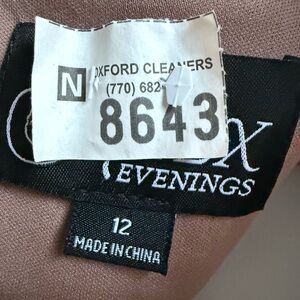 N
OXFORD CLEANERS
(770) 682
8643
EVENINGS
12
MADE IN CHINA